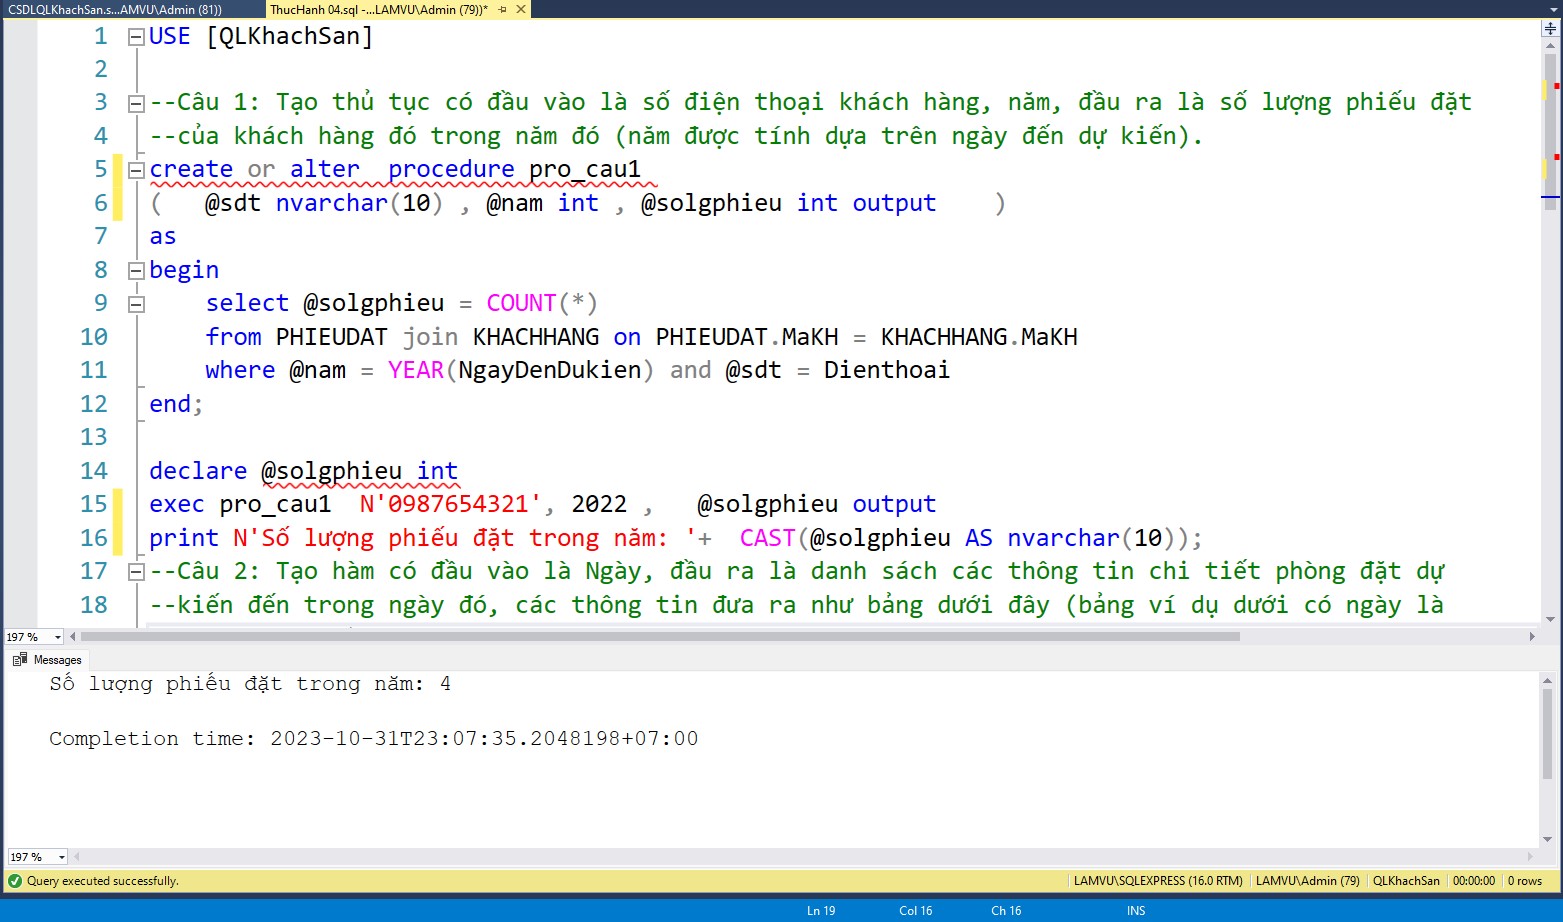 CSDLQLKhachSan.s...AMVU\Admin (81))
ThucHanh 04.sql -...LAMVU\Admin (79))*
1 USE [QLKhachSan]
2
3 --Câu 1: Tạo thủ tục có đầu vào là số điện thoại khách hàng, năm, đầu ra là số lượng phiếu đặt
4 --của khách hàng đó trong năm đó (năm được tính dựa trên ngày đến dự kiến).
5 create or alter  procedure pro_cau1
6 (   @sdt nvarchar(10) , @nam int , @solgphieu int output    )
7 as
8 begin
9     select @solgphieu = COUNT(*)
10     from PHIEUDAT join KHACHHANG on PHIEUDAT.MaKH = KHACHHANG.MaKH
11     where @nam = YEAR(NgayDenDukien) and @sdt = Dienthoai
12 end;
13
14 declare @solgphieu int
15 exec pro_cau1  N'0987654321', 2022 ,   @solgphieu output
16 print N'Số lượng phiếu đặt trong năm: '+  CAST(@solgphieu AS nvarchar(10));
17 --Câu 2: Tạo hàm có đầu vào là Ngày, đầu ra là danh sách các thông tin chi tiết phòng đặt dự
18 --kiến đến trong ngày đó, các thông tin đưa ra như bảng dưới đây (bảng ví dụ dưới có ngày là
197 %
Messages
Số lượng phiếu đặt trong năm: 4
Completion time: 2023-10-31T23:07:35.2048198+07:00
197 %
Query executed successfully.
LAMVU\SQLEXPRESS (16.0 RTM)
LAMVU\Admin (79)
QLKhachSan
00:00:00
0 rows
Ln 19
Col 16
Ch 16
INS